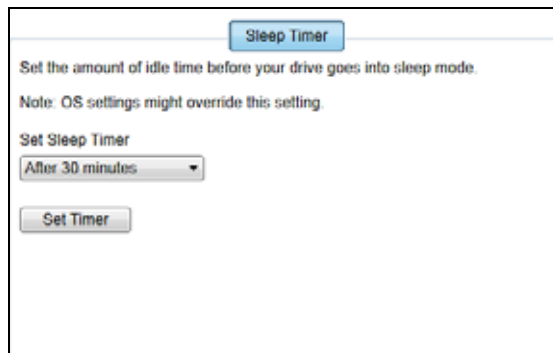 Sleep Timer
Set the amount of idle time before your drive goes into sleep mode.
Note: OS settings might override this setting.
Set Sleep Timer
After 30 minutes
Set Timer